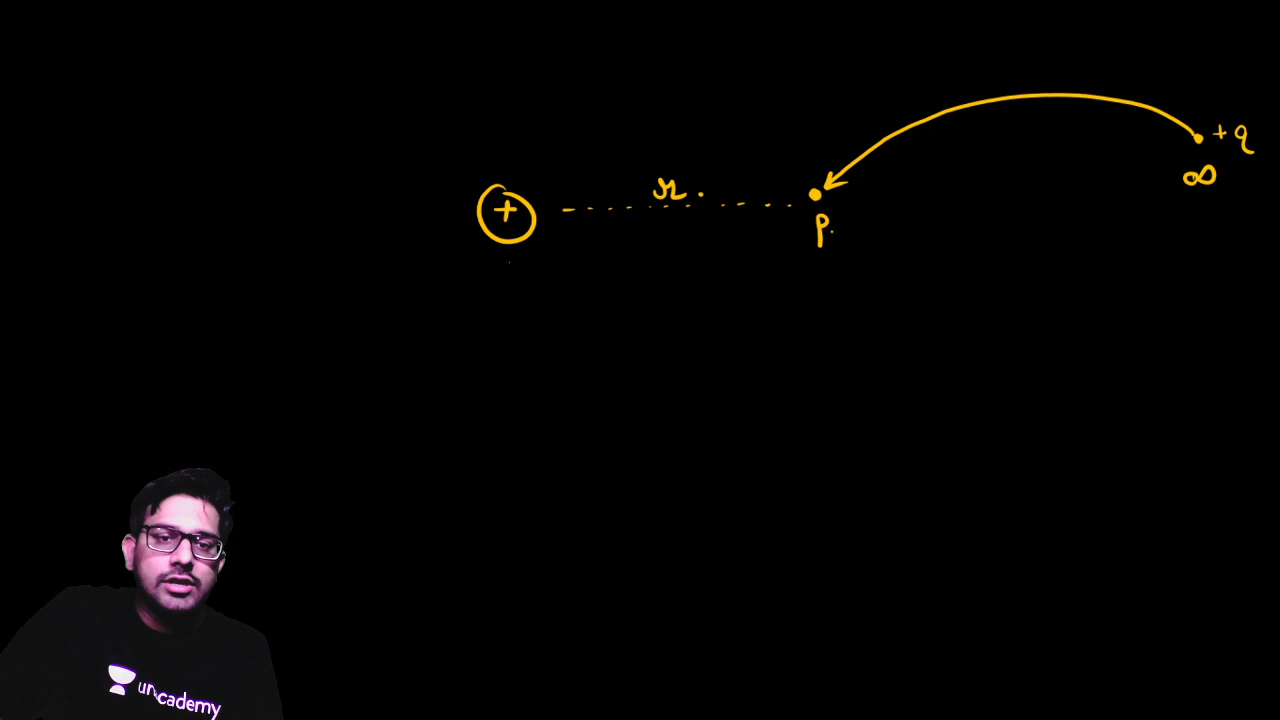 + q
∞
r.
+
P.
unacademy